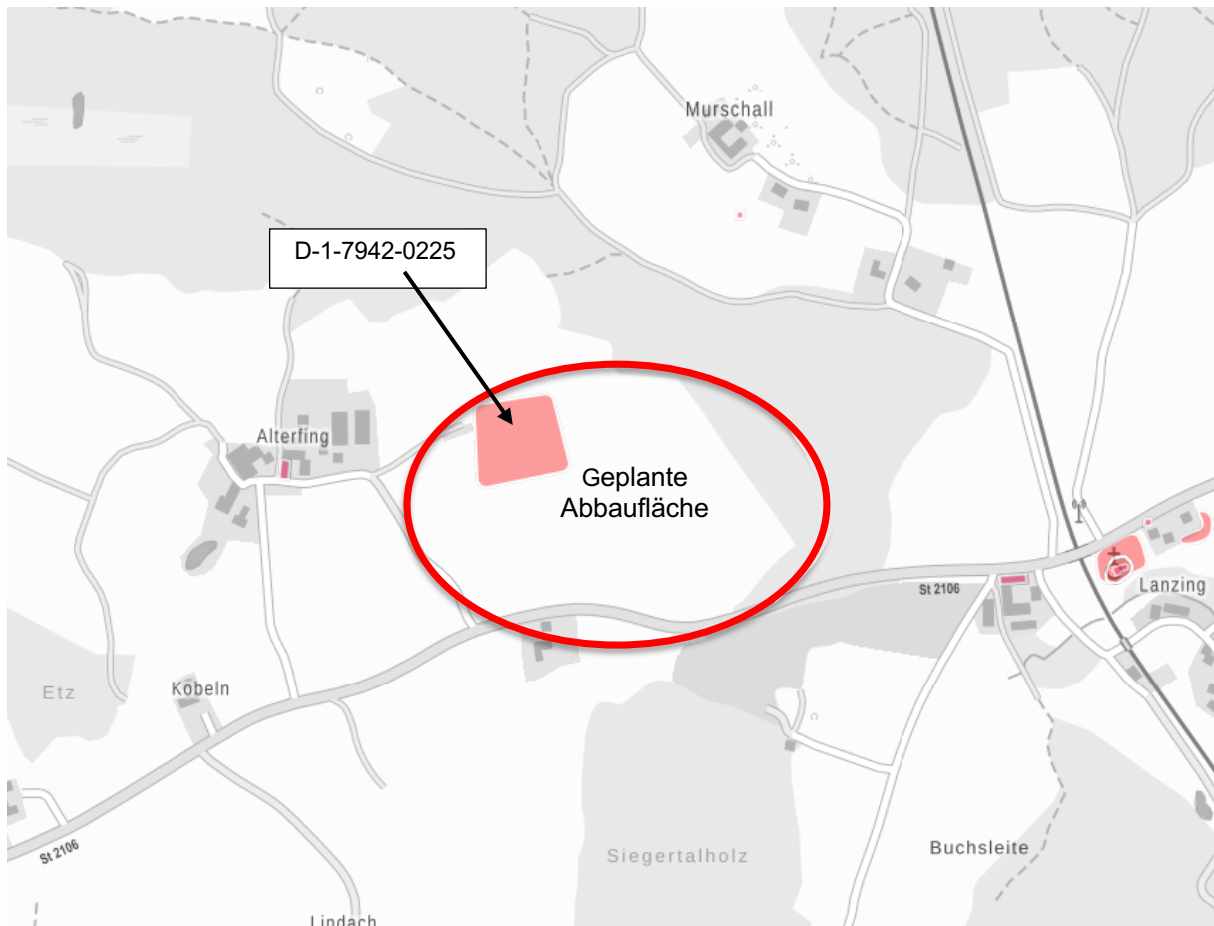 Murschall
D-1-7942-0225
Alterfing
Geplante
Abbaufläche
St 2106
Lanzing
Etz
Kobeln
St 2106
Siegertalholz
Buchsleite
Lindach